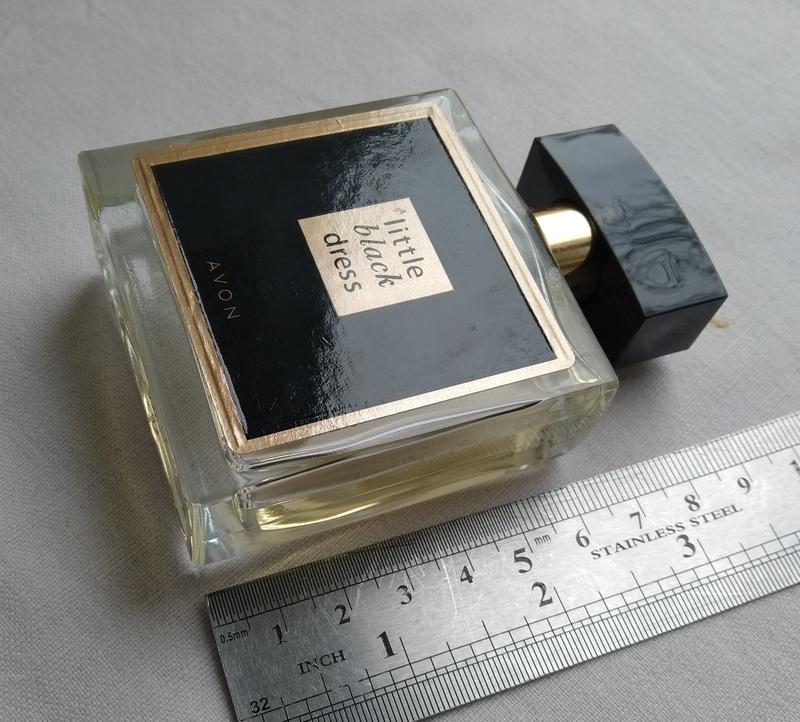 little
black
dress
AVON
1 2 3 4 5 mm 6 7 8 9 1
0.5mm
STAINLESS STEEL
INCH 1 2 3
32